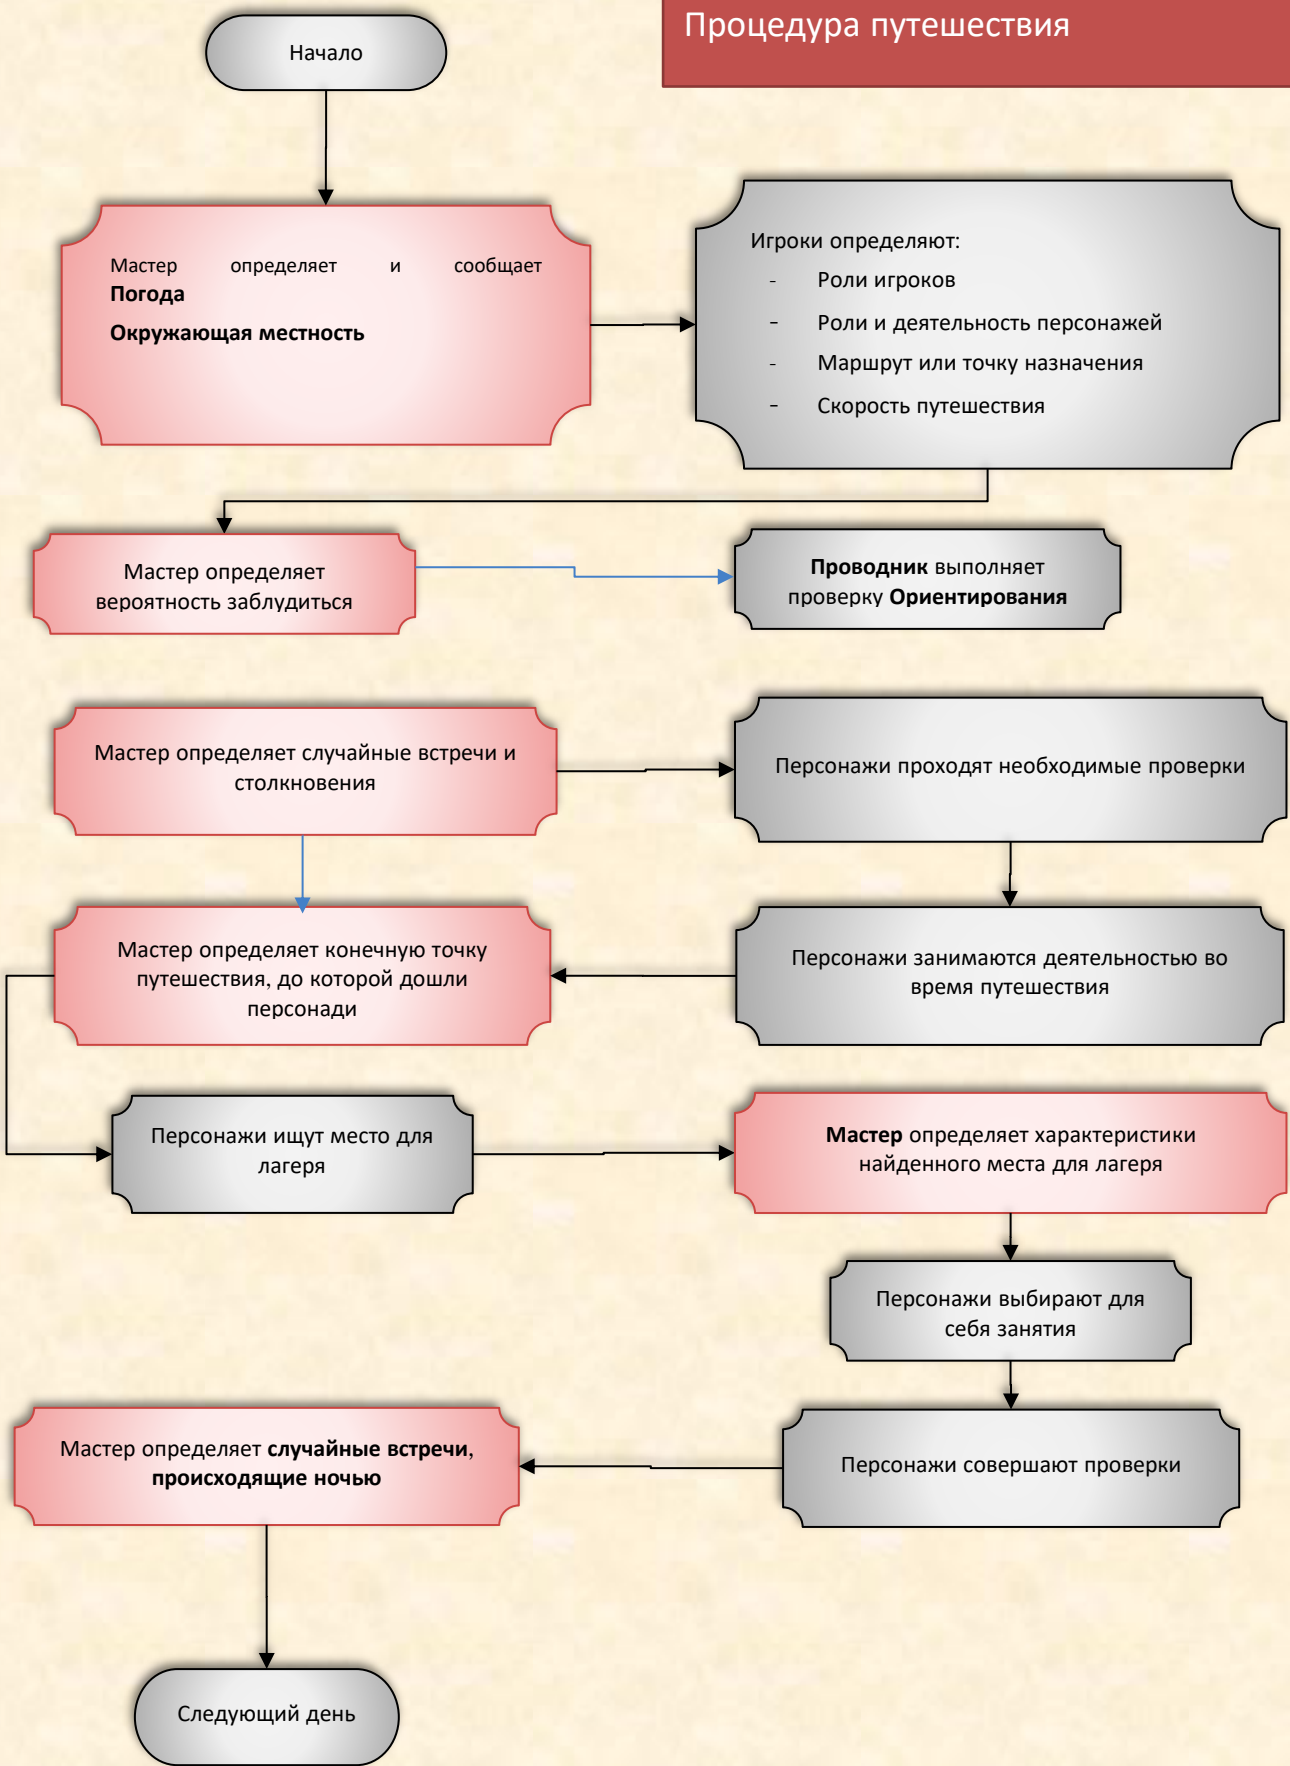 Процедура путешествия
Начало
Мастер определяет и сообщает
Погода
Окружающая местность
Игроки определяют:
- Роли игроков
- Роли и деятельность персонажей
- Маршрут или точку назначения
- Скорость путешествия
Мастер определяет
вероятность заблудиться
Проводник выполняет
проверку Ориентирования
Мастер определяет случайные встречи и
столкновения
Персонажи проходят необходимые проверки
Мастер определяет конечную точку
путешествия, до которой дошли
персонади
Персонажи занимаются деятельностью во
время путешествия
Персонажи ищут место для
лагеря
Мастер определяет характеристики
найденного места для лагеря
Персонажи выбирают для
себя занятия
Мастер определяет случайные встречи,
происходящие ночью
Персонажи совершают проверки
Следующий день